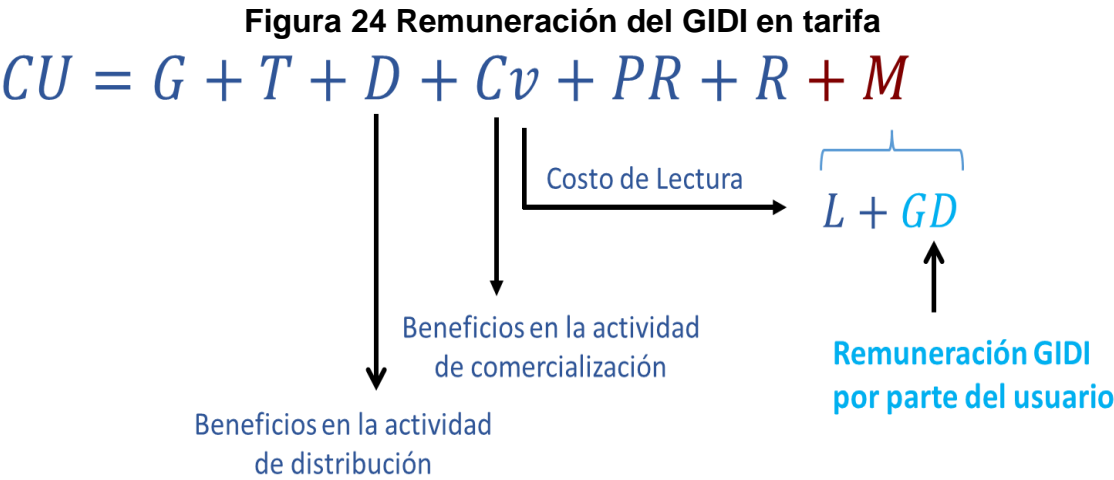 Figura 24 Remuneración del GIDI en tarifa
CU = G + T + D + Cv + PR + R + M
Costo de Lectura
L + GD
Beneficios en la actividad
de comercialización
Remuneración GIDI
por parte del usuario
Beneficios en la actividad
de distribución